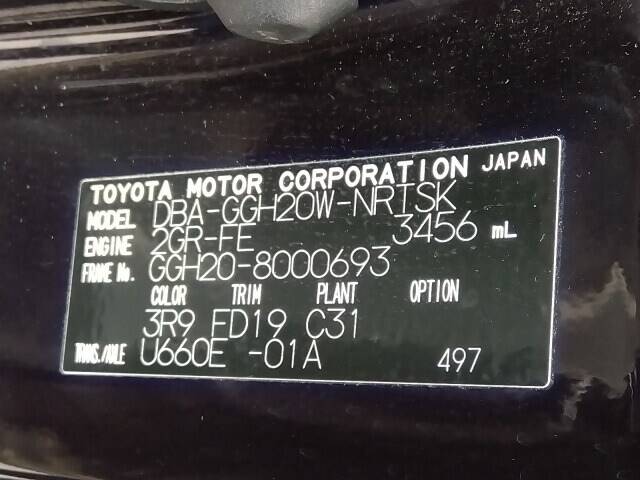 TOYOTA MOTOR CORPORATION JAPAN
MODEL DBA-GGH20W-NRTSK
ENGINE 2GR-FE 3456 mL
FRAME No. GGH20-8000693
COLOR TRIM PLANT OPTION
3R9 FD19 C31
TRANS./AXLE U660E -01A 497